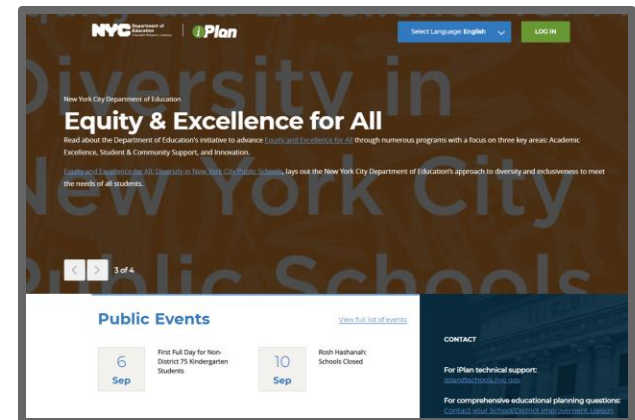 Equity and Excellence for All
Diversity in
New York City
Public Schools
NYC Department of
Education
iPlan
Select Language: English
LOG IN
New York City Department of Education
Equity & Excellence for All
Read about the Department of Education's initiative to advance Equity and Excellence for All through numerous programs with a focus on three key areas: Academic
Excellence, Student & Community Support, and Innovation.
Equity and Excellence for All: Diversity in New York City Public Schools, lays out the New York City Department of Education's approach to diversity and inclusiveness to meet
the needs of all students.
< > 3 of 4
Public Events
View full list of events
6
Sep
First Full Day for Non-
District 75 Kindergarten
Students
10
Sep
Rosh Hashanah:
Schools Closed
CONTACT
For iPlan technical support:
iplan@schools.nyc.gov
For comprehensive educational planning questions:
Contact your School/District Improvement Liaison